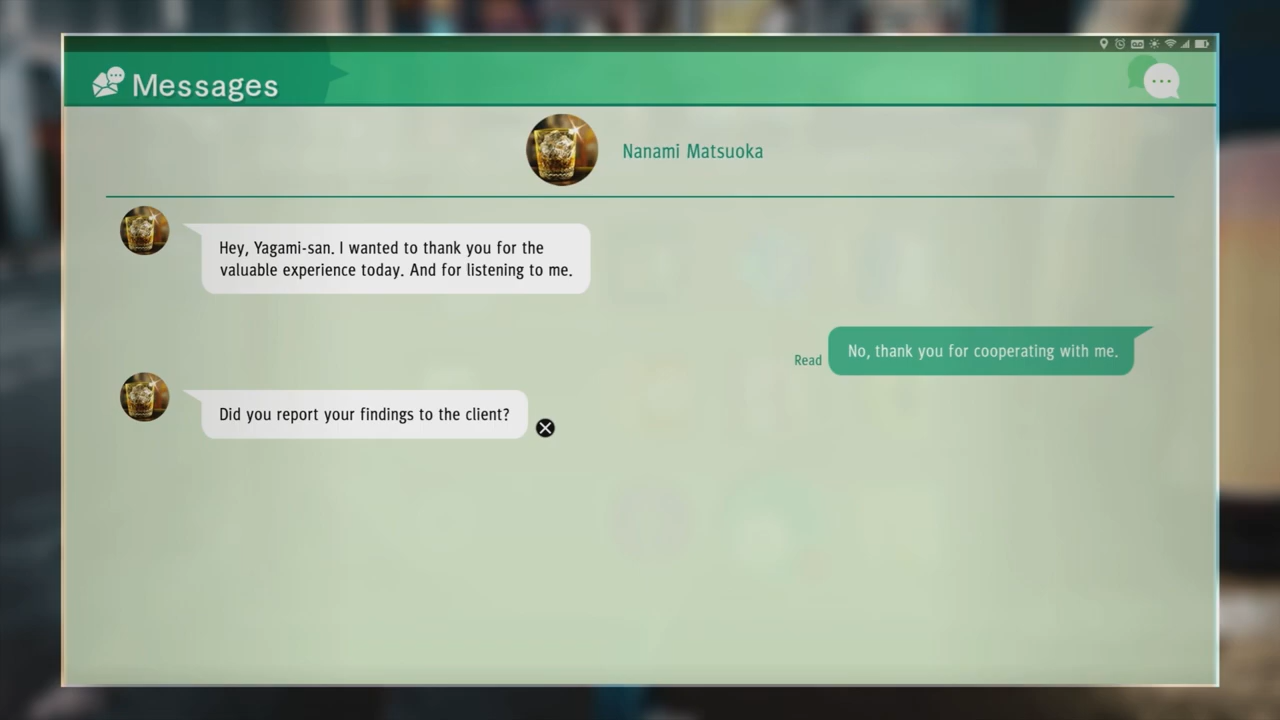 Messages
Nanami Matsuoka
Hey, Yagami-san. I wanted to thank you for the
valuable experience today. And for listening to me.
No, thank you for cooperating with me.
Read
Did you report your findings to the client?